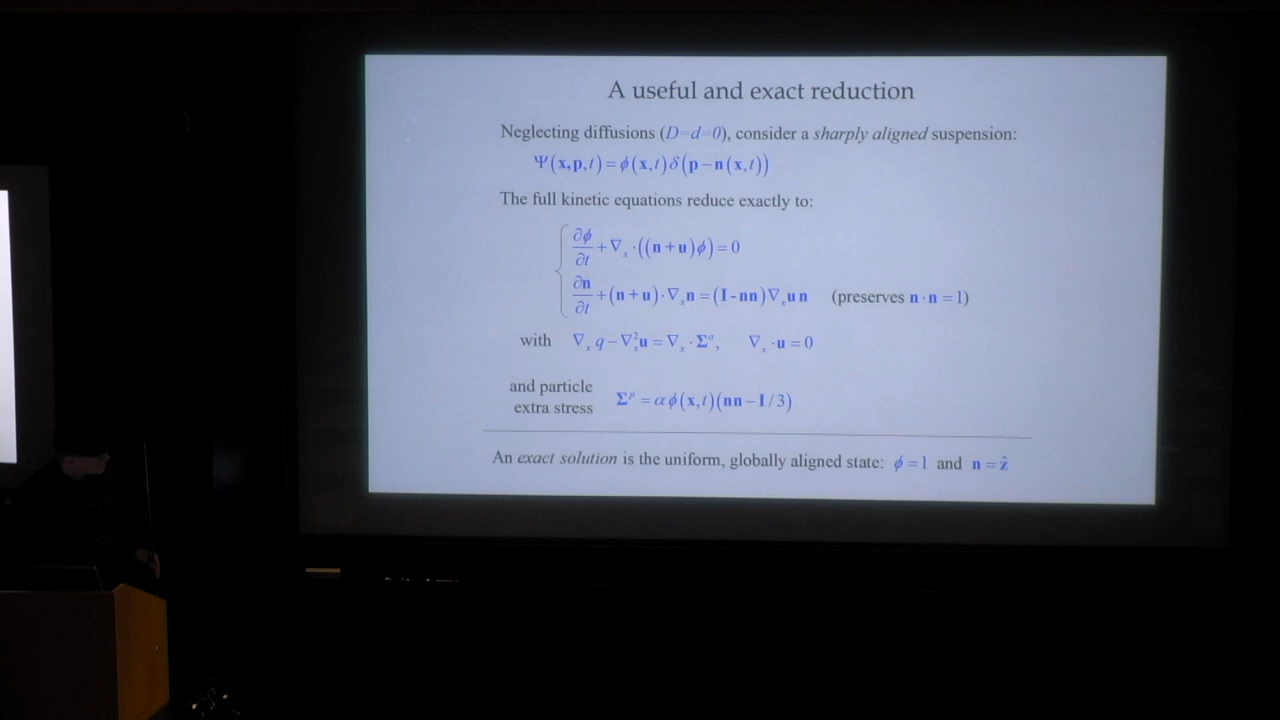 A useful and exact reduction
Neglecting diffusions (D=d=0), consider a sharply aligned suspension:
Ψ(x,p,t) = ϕ(x,t)δ(p−n(x,t))
The full kinetic equations reduce exactly to:
∂ϕ/∂t + ∇ₓ·((n+u)ϕ) = 0
∂n/∂t + (n+u)·∇ₓn = (I-nn)∇ₓu n (preserves n·n=1)
with ∇ₓq − ∇ₓ²u = ∇ₓ·Σᵃ, ∇ₓ·u = 0
and particle
extra stress Σᵖ = αϕ(x,t)(nn−I/3)
An exact solution is the uniform, globally aligned state: ϕ=1 and n=ẑ